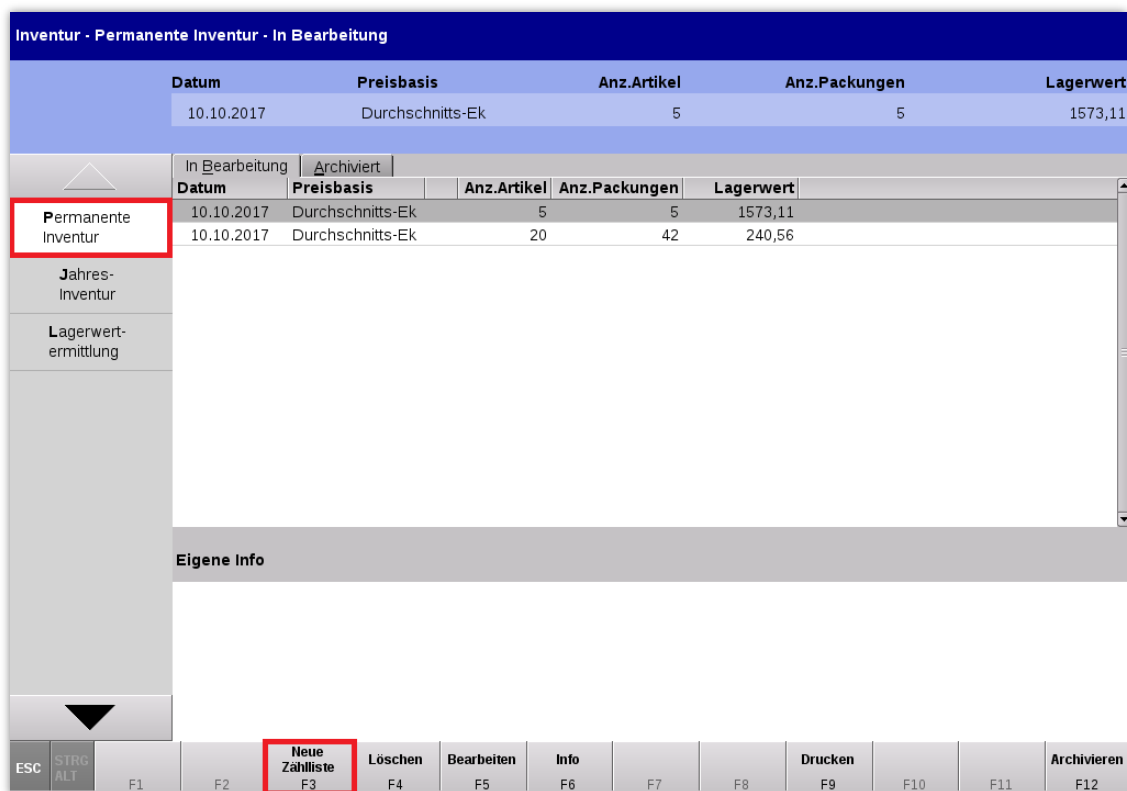 Inventur - Permanente Inventur - In Bearbeitung
Datum Preisbasis Anz.Artikel Anz.Packungen Lagerwert
10.10.2017 Durchschnitts-Ek 5 5 1573,11
In Bearbeitung Archiviert
Datum Preisbasis Anz.Artikel Anz.Packungen Lagerwert
10.10.2017 Durchschnitts-Ek 5 5 1573,11
10.10.2017 Durchschnitts-Ek 20 42 240,56
Permanente
Inventur
Jahres-
Inventur
Lagerwert-
ermittlung
Eigene Info
ESC
STRG
ALT
F1
F2
Neue
Zählliste
F3
Löschen
F4
Bearbeiten
F5
Info
F6
F7
F8
Drucken
F9
F10
F11
Archivieren
F12